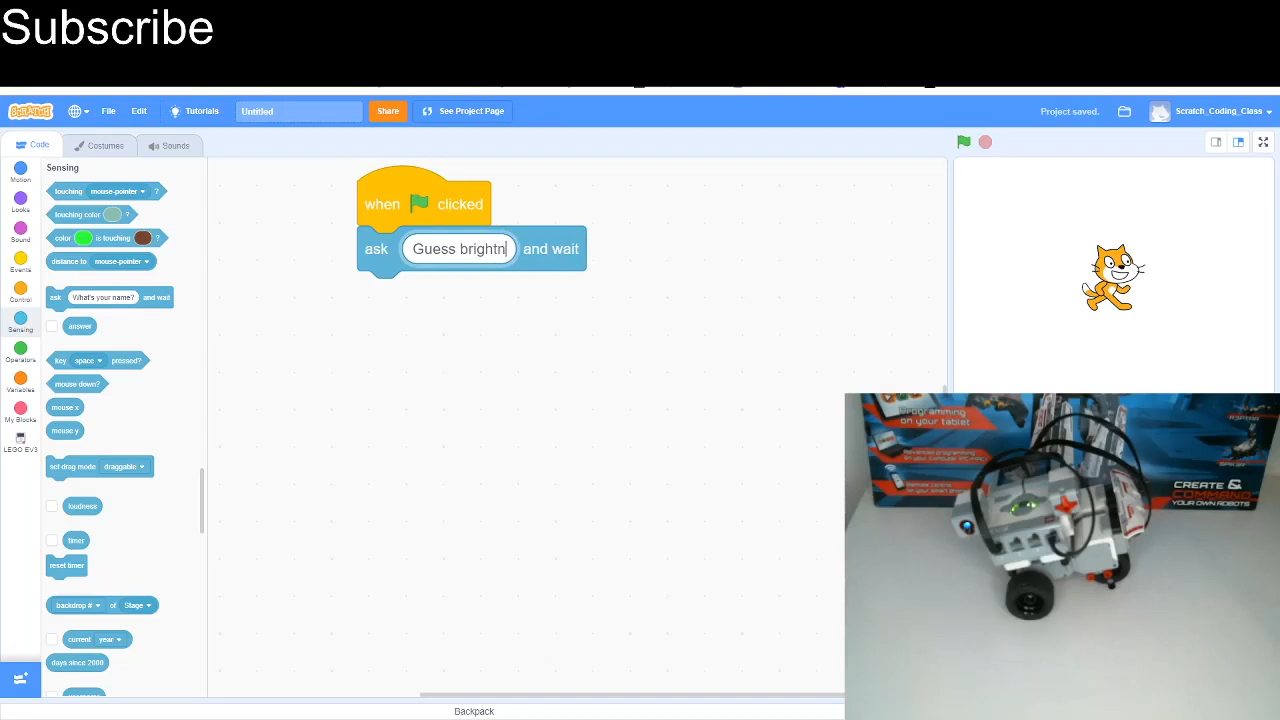 Subscribe
SCRATCH
File
Edit
Tutorials
Untitled
Share
See Project Page
Project saved.
Scratch_Coding_Class
Code
Costumes
Sounds
Motion
Looks
Sound
Events
Control
Sensing
Operators
Variables
My Blocks
LEGO EV3
Sensing
touching mouse-pointer ?
touching color ?
color is touching ?
distance to mouse-pointer
ask What's your name? and wait
answer
key space pressed?
mouse down?
mouse x
mouse y
set drag mode draggable
loudness
timer
reset timer
backdrop # of Stage
current year
days since 2000
when clicked
ask Guess brightn and wait
Programming
on your tablet
CREATE &
COMMAND
YOUR OWN ROBOTS
Backpack